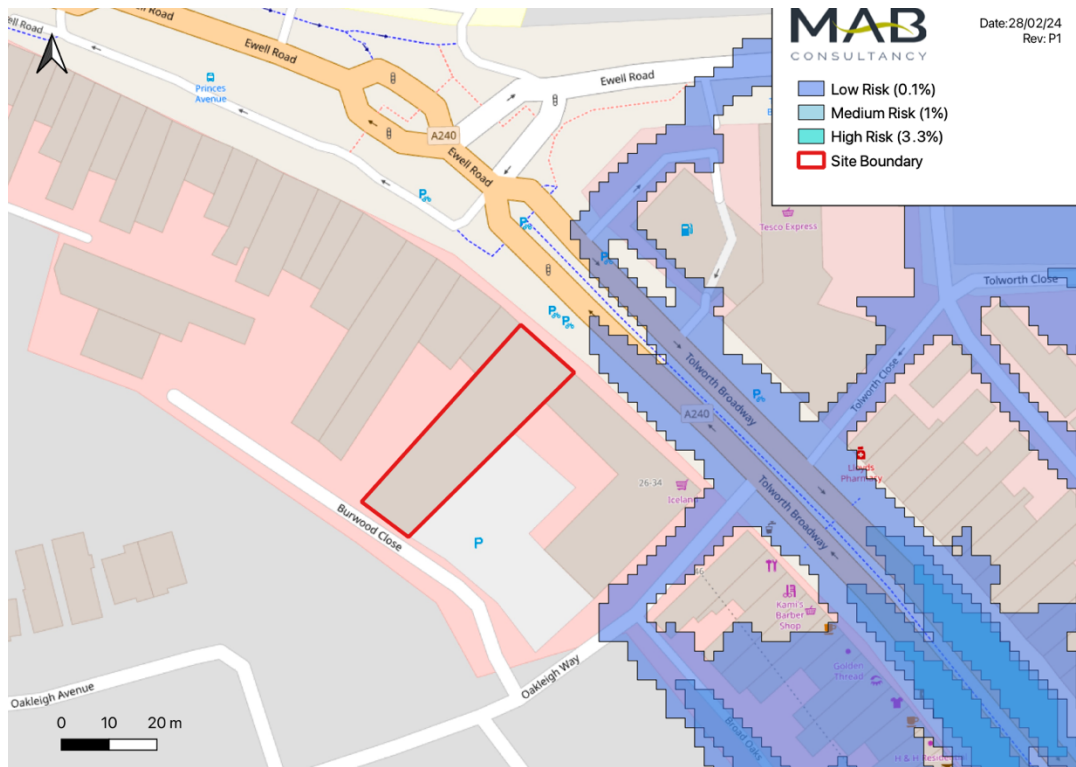 MAB
CONSULTANCY
Date:28/02/24
Rev: P1
Low Risk (0.1%)
Medium Risk (1%)
High Risk (3.3%)
Site Boundary
Ewell Road
Ewell Road
Ewell Road
Princes
Avenue
A240
Ewell Road
P
P
P
P
P
Tesco Express
Tolworth Close
Tolworth Close
Tolworth Broadway
P
A240
Lloyds
Pharmacy
26-34
Iceland
Tolworth Broadway
Burwood Close
P
Kami's
Barber
Shop
Golden
Thread
Oakleigh Way
Oakleigh Avenue
Broad Oaks
H & H Residence
0 10 20 m